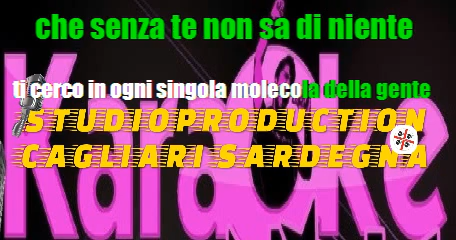 che senza te non sa di niente
ti cerco in ogni singola molecola della gente
Karaoke
STUDIOPRODUCTION
CAGLIARI SARDEGNA